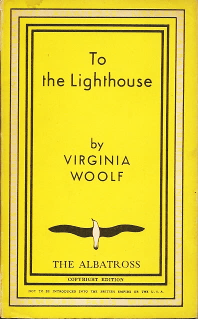 To
the Lighthouse
by
VIRGINIA
WOOLF
THE ALBATROSS
COPYRIGHT EDITION
NOT TO BE INTRODUCED INTO THE BRITISH EMPIRE OR THE U.S.A.